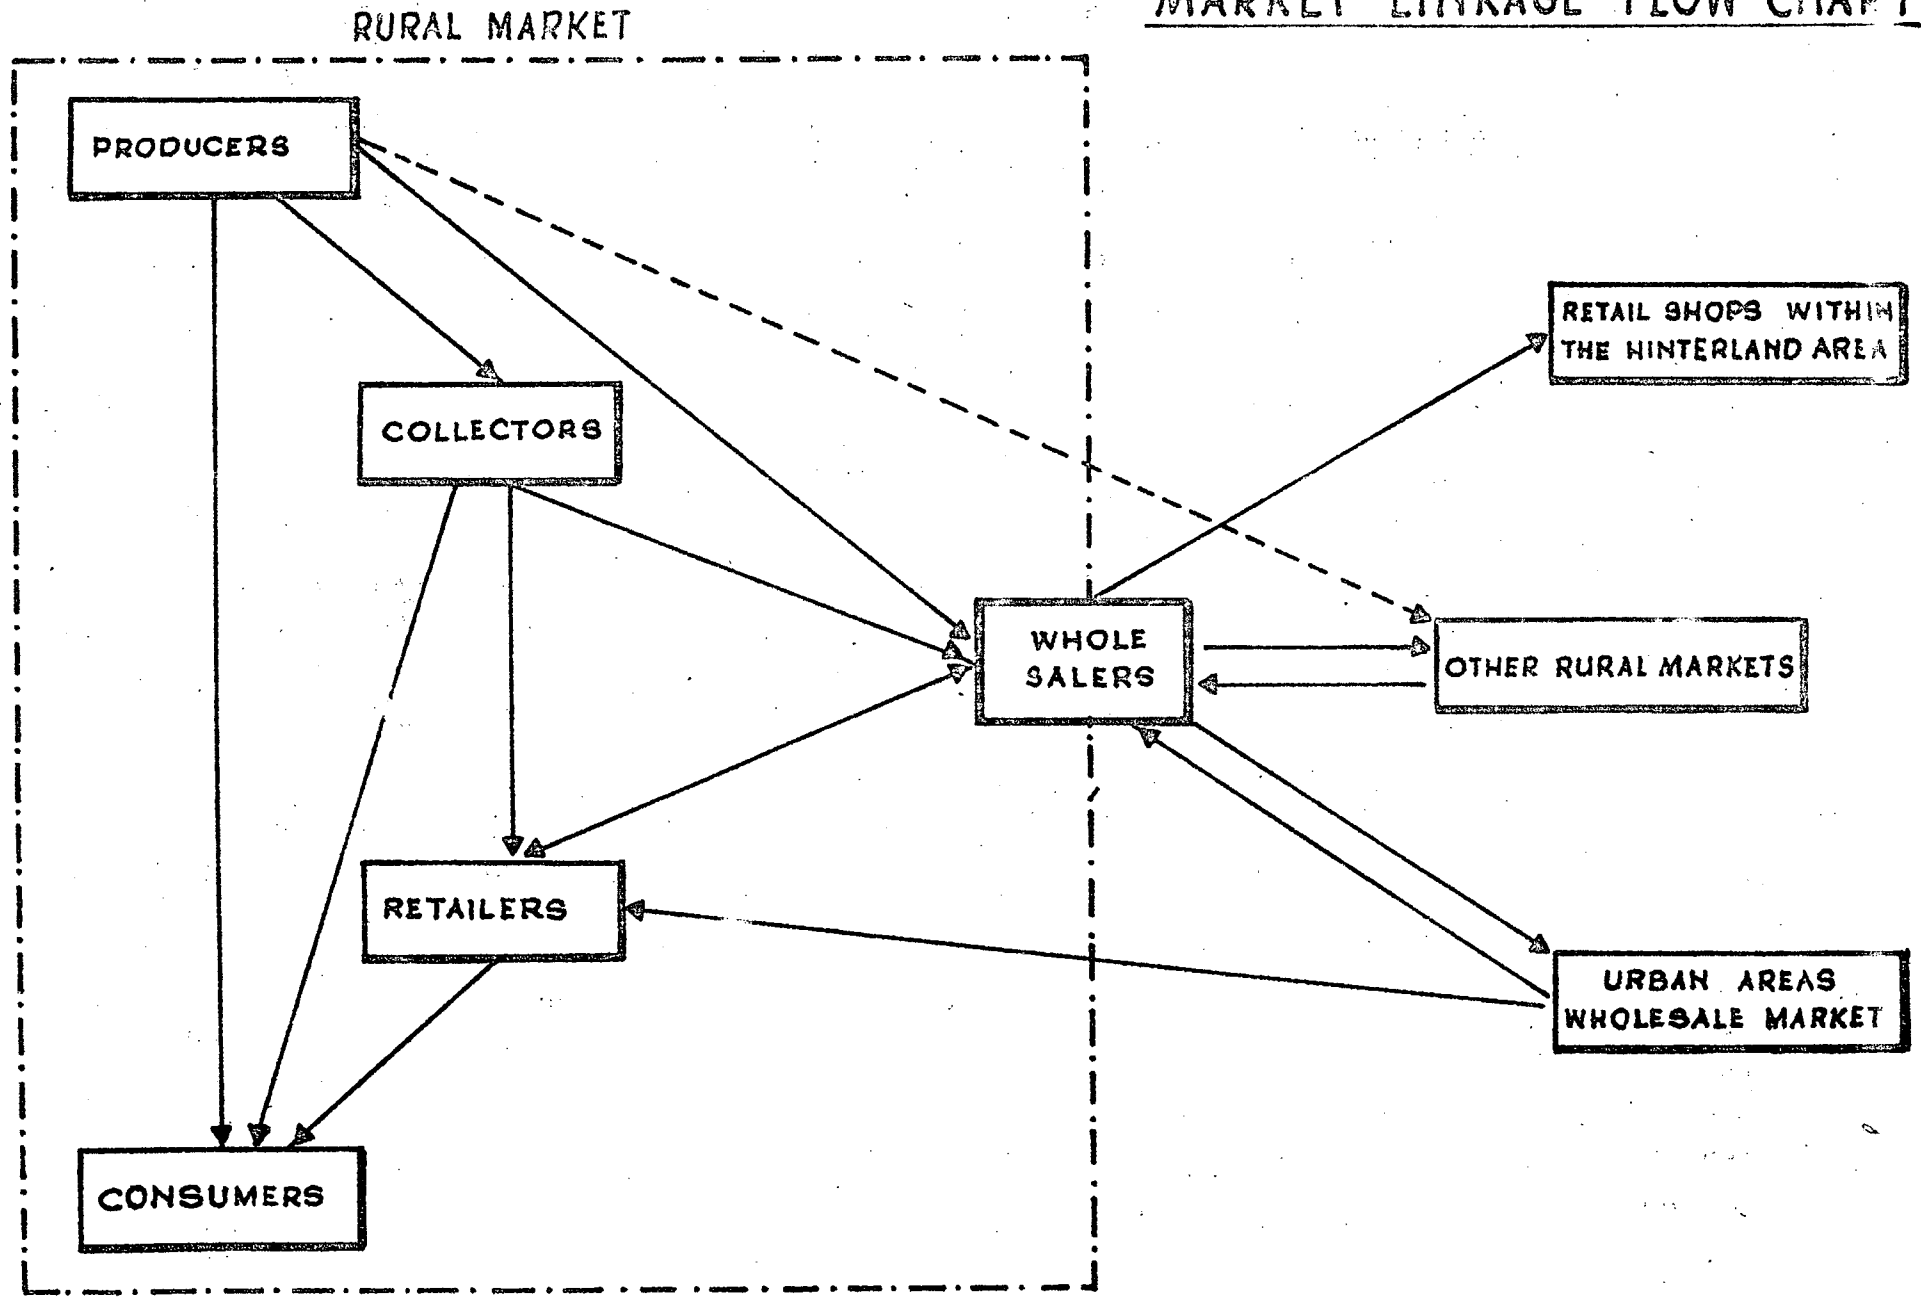 RURAL MARKET
MARKET LINKAGE FLOW CHART
PRODUCERS
RETAIL SHOPS WITHIN
THE HINTERLAND AREA
COLLECTORS
WHOLE
SALERS
OTHER RURAL MARKETS
RETAILERS
URBAN AREAS
WHOLESALE MARKET
CONSUMERS